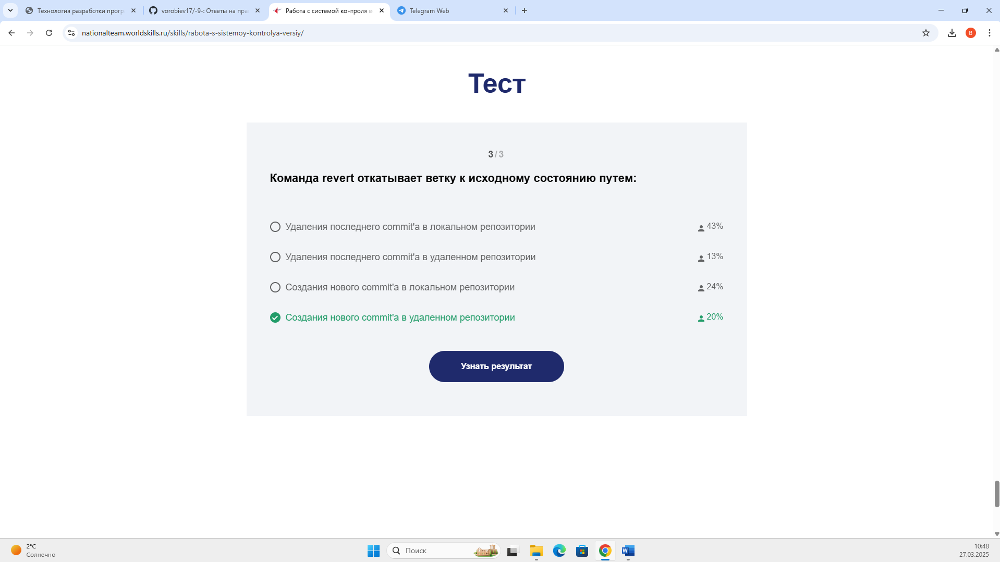 Технология разработки прогр
vorobiev17/-9-: Ответы на пра
Работа с системой контроля в
Telegram Web
nationalteam.worldskills.ru/skills/rabota-s-sistemoy-kontrolya-versiy/
B
Тест
3 / 3
Команда revert откатывает ветку к исходному состоянию путем:
Удаления последнего commit'а в локальном репозитории
43%
Удаления последнего commit'а в удаленном репозитории
13%
Создания нового commit'а в локальном репозитории
24%
Создания нового commit'а в удаленном репозитории
20%
Узнать результат
2°C
Солнечно
Поиск
W
10:48
27.03.2025